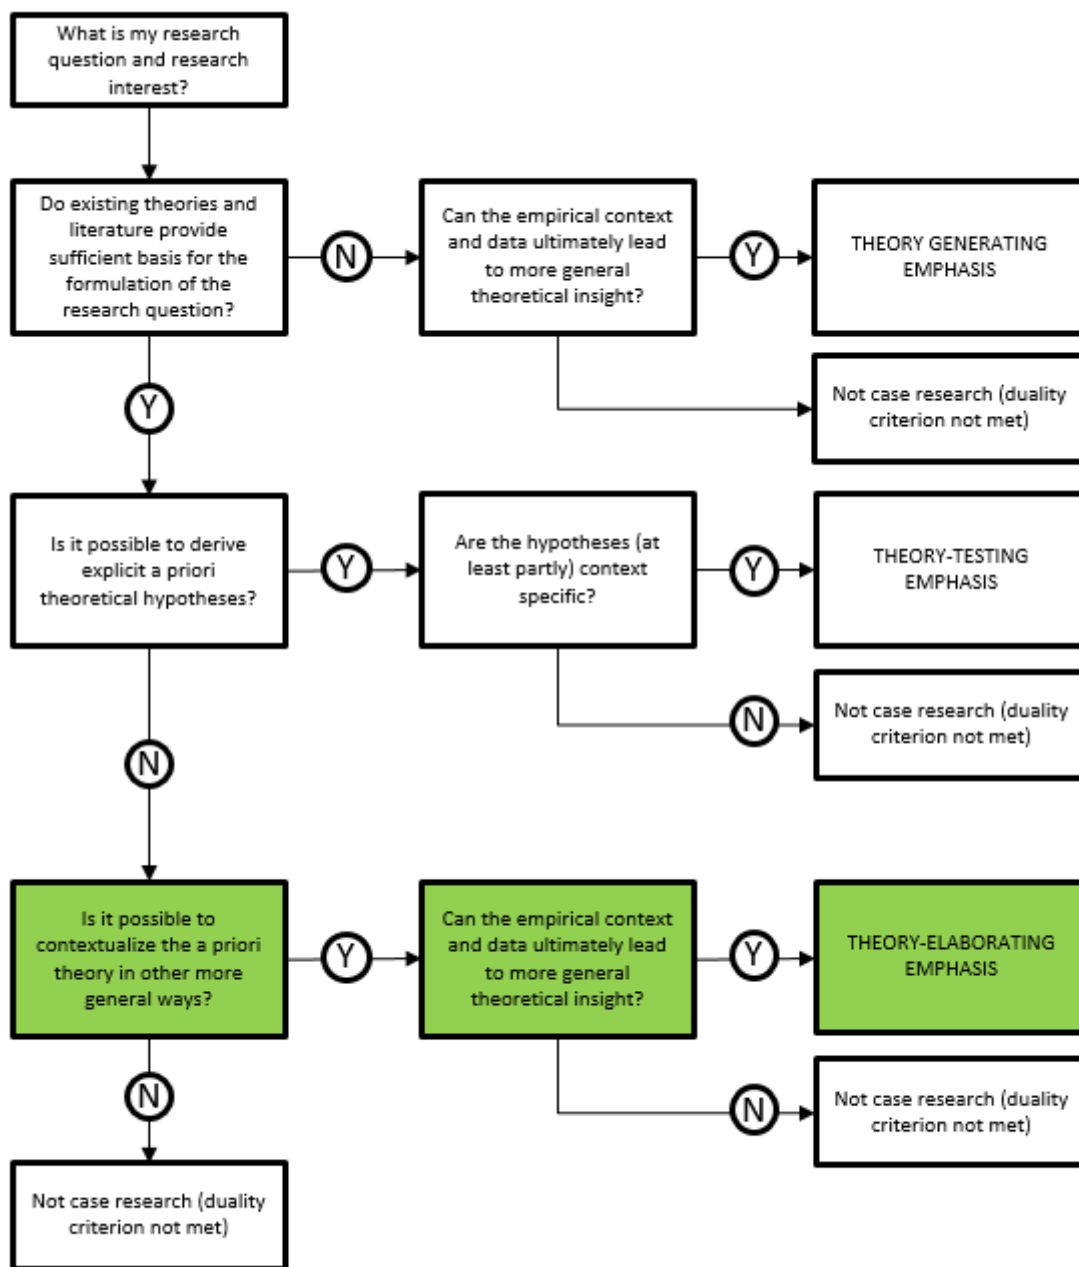 What is my research
question and research
interest?
Do existing theories and
literature provide
sufficient basis for the
formulation of the
research question?
N
Can the empirical context
and data ultimately lead
to more general
theoretical insight?
Y
THEORY GENERATING
EMPHASIS
Not case research (duality
criterion not met)
Y
Is it possible to derive
explicit a priori
theoretical hypotheses?
Y
Are the hypotheses (at
least partly) context
specific?
Y
THEORY-TESTING
EMPHASIS
N
Not case research (duality
criterion not met)
N
Is it possible to
contextualize the a priori
theory in other more
general ways?
Y
Can the empirical context
and data ultimately lead
to more general
theoretical insight?
Y
THEORY-ELABORATING
EMPHASIS
N
Not case research (duality
criterion not met)
N
Not case research (duality
criterion not met)